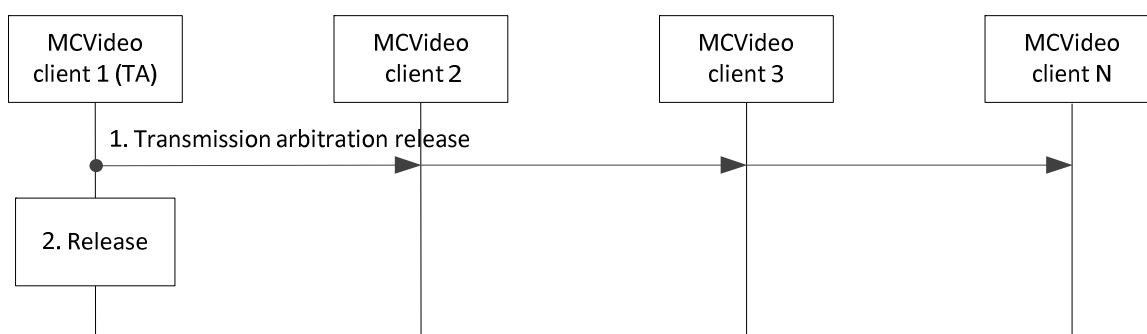 MCVideo
client 1 (TA)
MCVideo
client 2
MCVideo
client 3
MCVideo
client N
1. Transmission arbitration release
2. Release